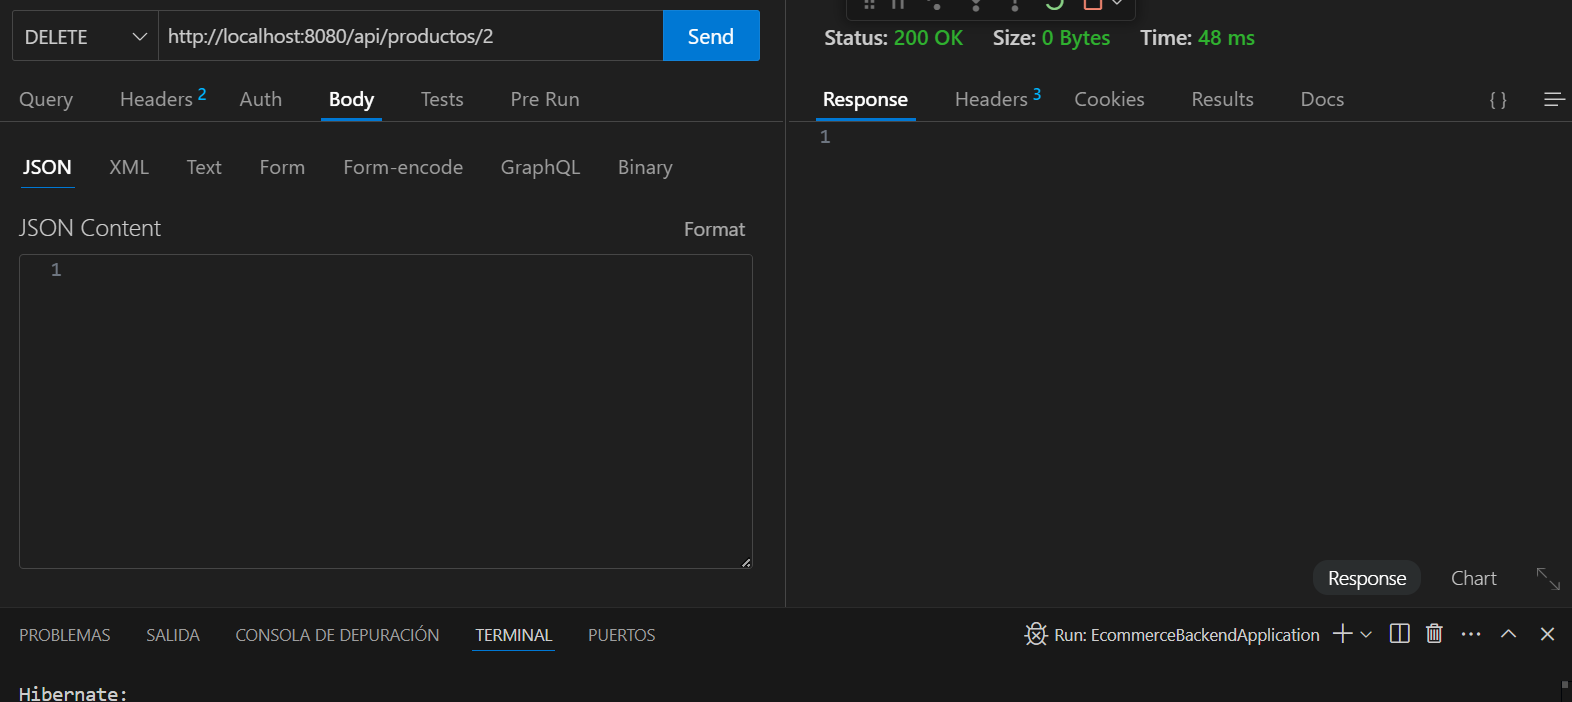 DELETE http://localhost:8080/api/productos/2 Send
Status: 200 OK Size: 0 Bytes Time: 48 ms
Query Headers 2 Auth Body Tests Pre Run
Response Headers 3 Cookies Results Docs { }
1
JSON XML Text Form Form-encode GraphQL Binary
JSON Content Format
1
Response Chart
PROBLEMAS SALIDA CONSOLA DE DEPURACIÓN TERMINAL PUERTOS Run: EcommerceBackendApplication
Hibernate: